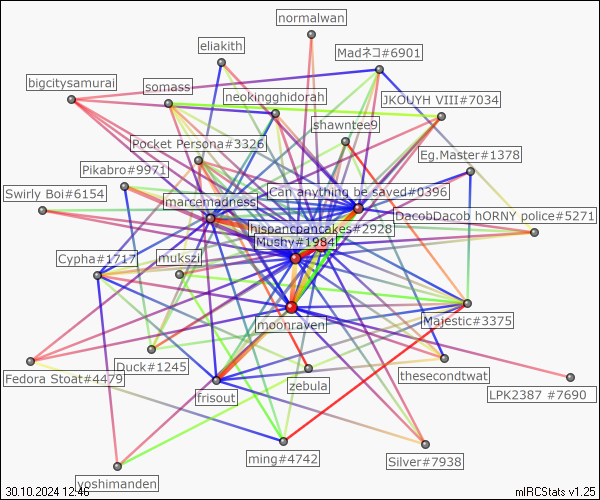 normalwan
eliakith
Madネコ#6901
bigcitysamurai
somass
neokingghidorah
JKOUYH VIII#7034
shawntee9
Pocket Persona#3326
Eg.Master#1378
Pikabro#9971
Swirly Boi#6154
Can anything be saved#0396
marcemadness
DacobDacob hORNY police#5271
hispancpancakes#2928
Mushy#1984
Cypha#1717
mukszi
moonraven
Majestic#3375
Duck#1245
Fedora Stoat#4479
thesecondtwat
zebula
LPK2387 #7690
frisout
ming#4742
Silver#7938
yoshimanden
30.10.2024 12:46
mIRCStats v1.25